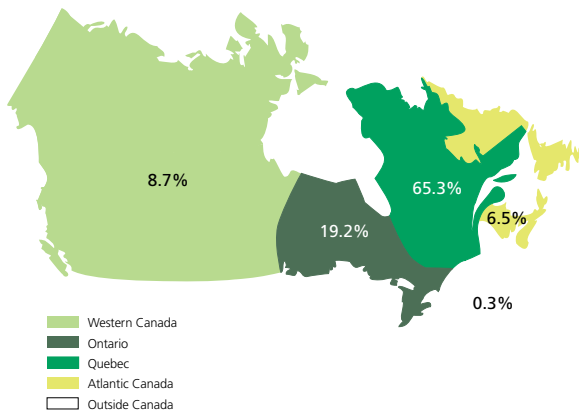 8.7%
65.3%
6.5%
19.2%
0.3%
Western Canada
Ontario
Quebec
Atlantic Canada
Outside Canada